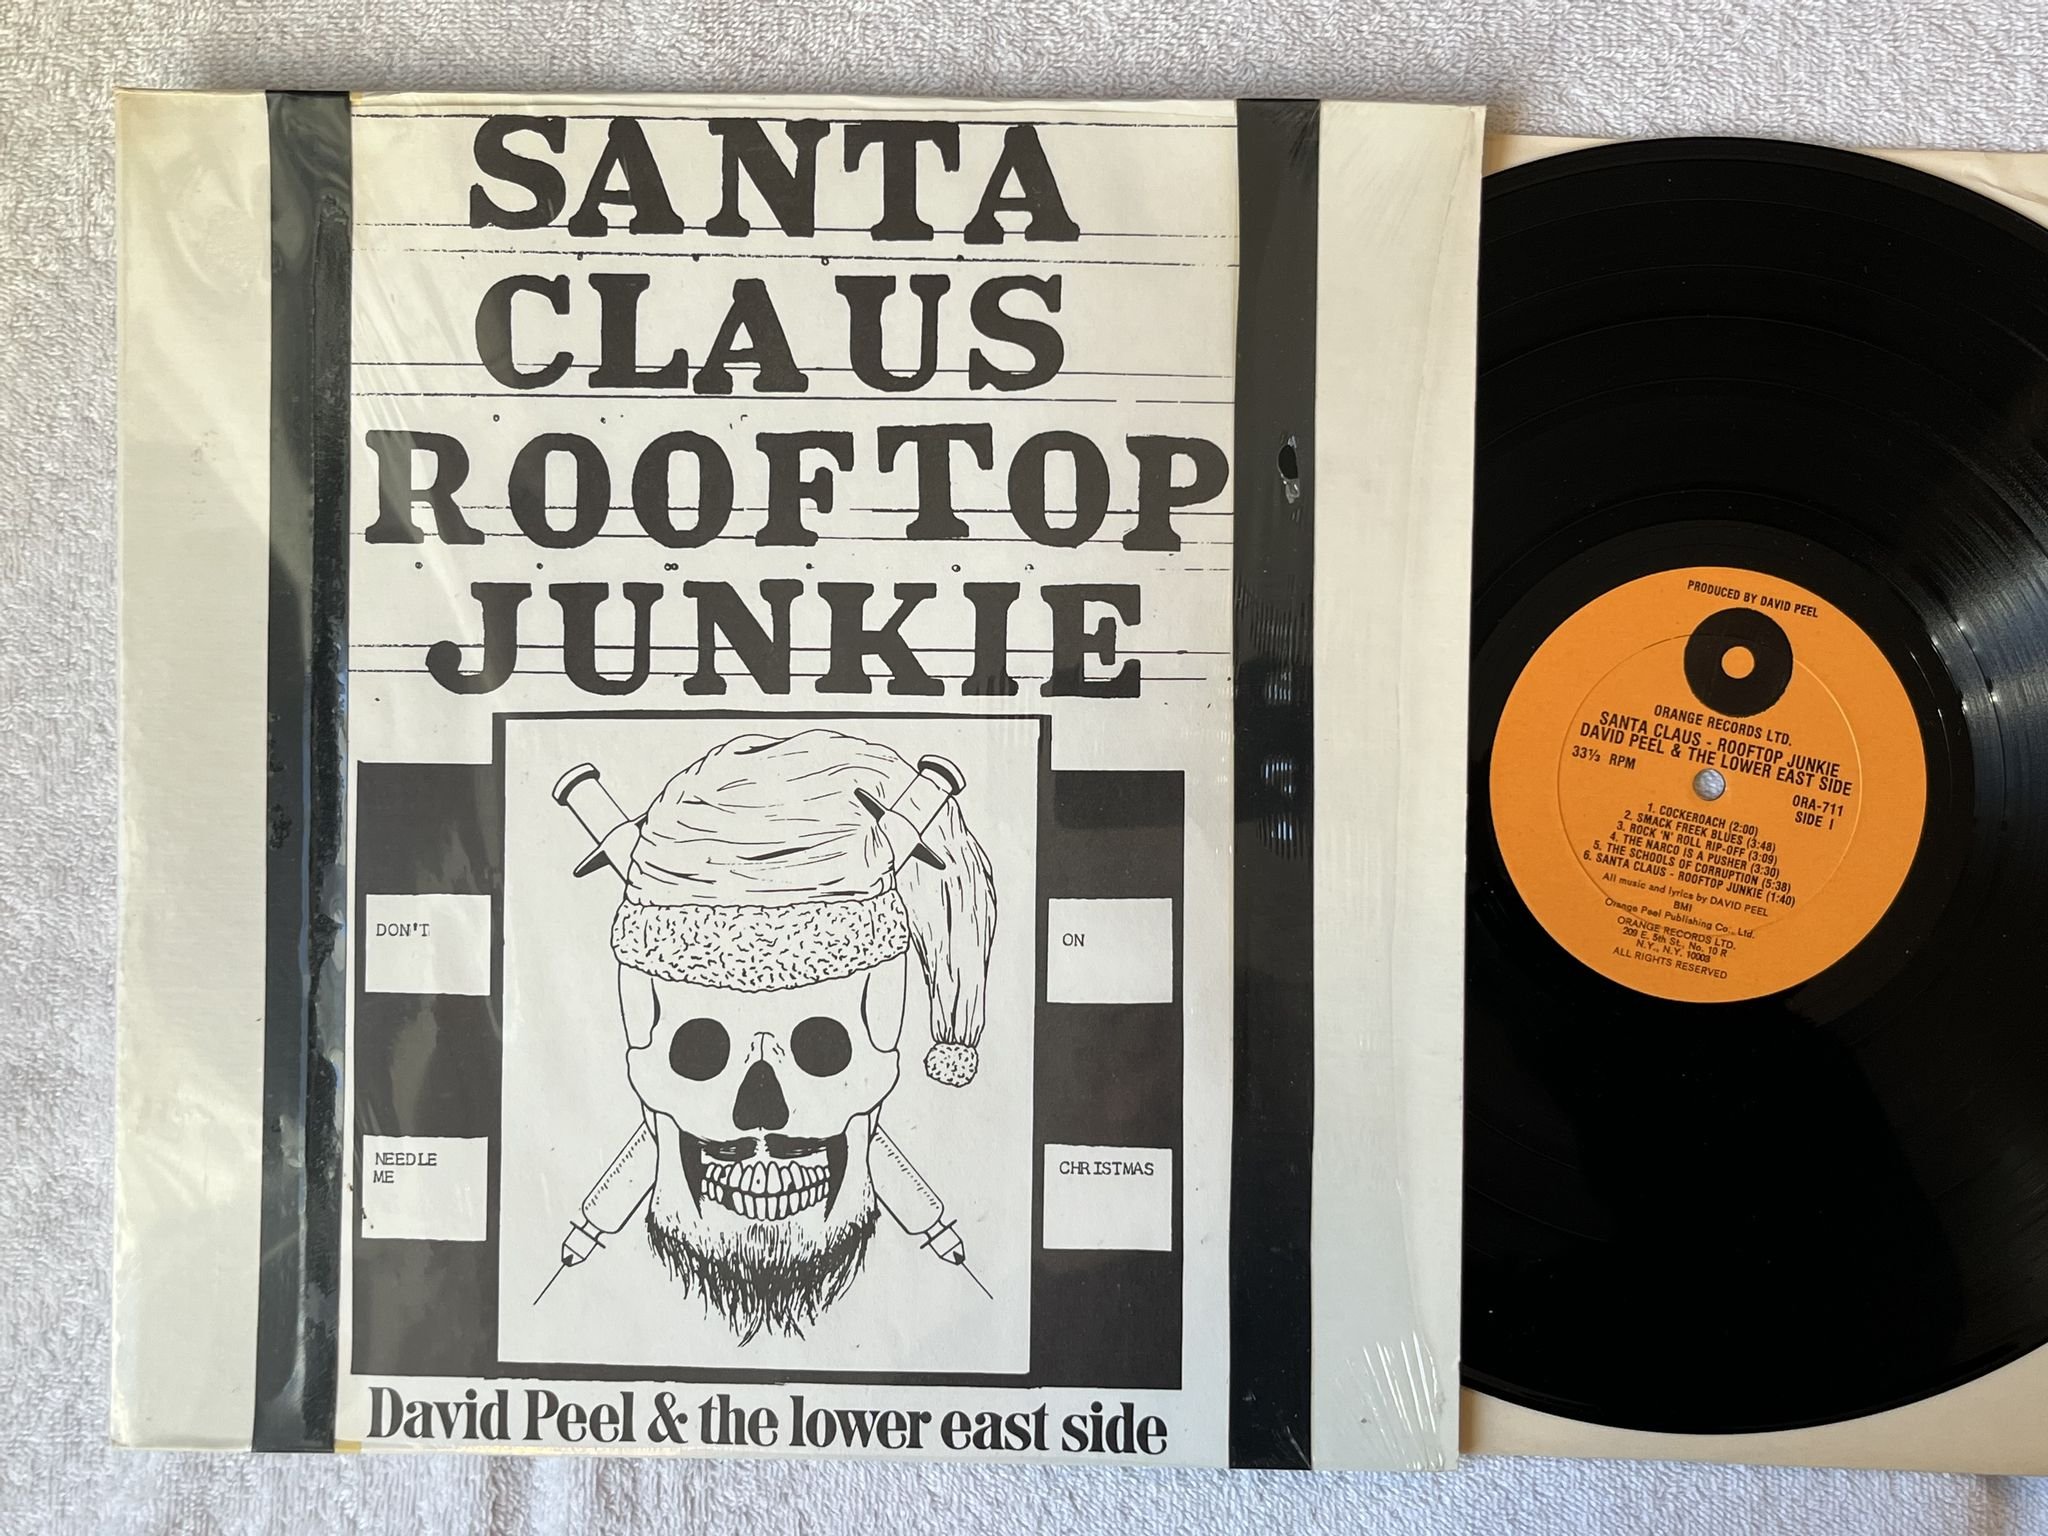 SANTA
CLAUS
ROOFTOP
JUNKIE
DON'T
ON
NEEDLE
ME
CHRISTMAS
David Peel & the lower east side
PRODUCED BY DAVID PEEL
ORANGE RECORDS LTD.
SANTA CLAUS - ROOFTOP JUNKIE
DAVID PEEL & THE LOWER EAST SIDE
33⅓ RPM
ORA-711
SIDE I
1. COCKEROACH (2:00)
2. SMACK FREEK BLUES (3:48)
3. ROCK 'N' ROLL RIP-OFF (3:09)
4. THE NARCO IS A PUSHER (3:30)
5. THE SCHOOLS OF CORRUPTION (5:38)
6. SANTA CLAUS - ROOFTOP JUNKIE (1:40)
All music and lyrics by DAVID PEEL
BMI
Orange Peel Publishing Co., Ltd.
ORANGE RECORDS LTD.
209 E. 5th St., No. 10 R
N.Y., N.Y. 10003
ALL RIGHTS RESERVED